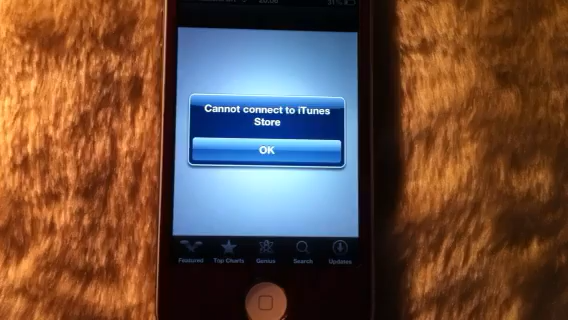 Cannot connect to iTunes
Store
OK
Featured Top Charts Genius Search Updates